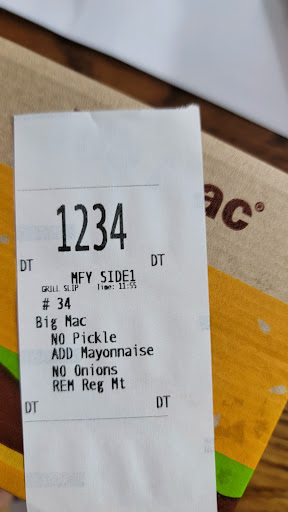 ac®
1234
DT DT
MFY SIDE1
GRILL SLIP Time: 11:55
# 34
Big Mac
NO Pickle
ADD Mayonnaise
NO Onions
REM Reg Mt
DT DT